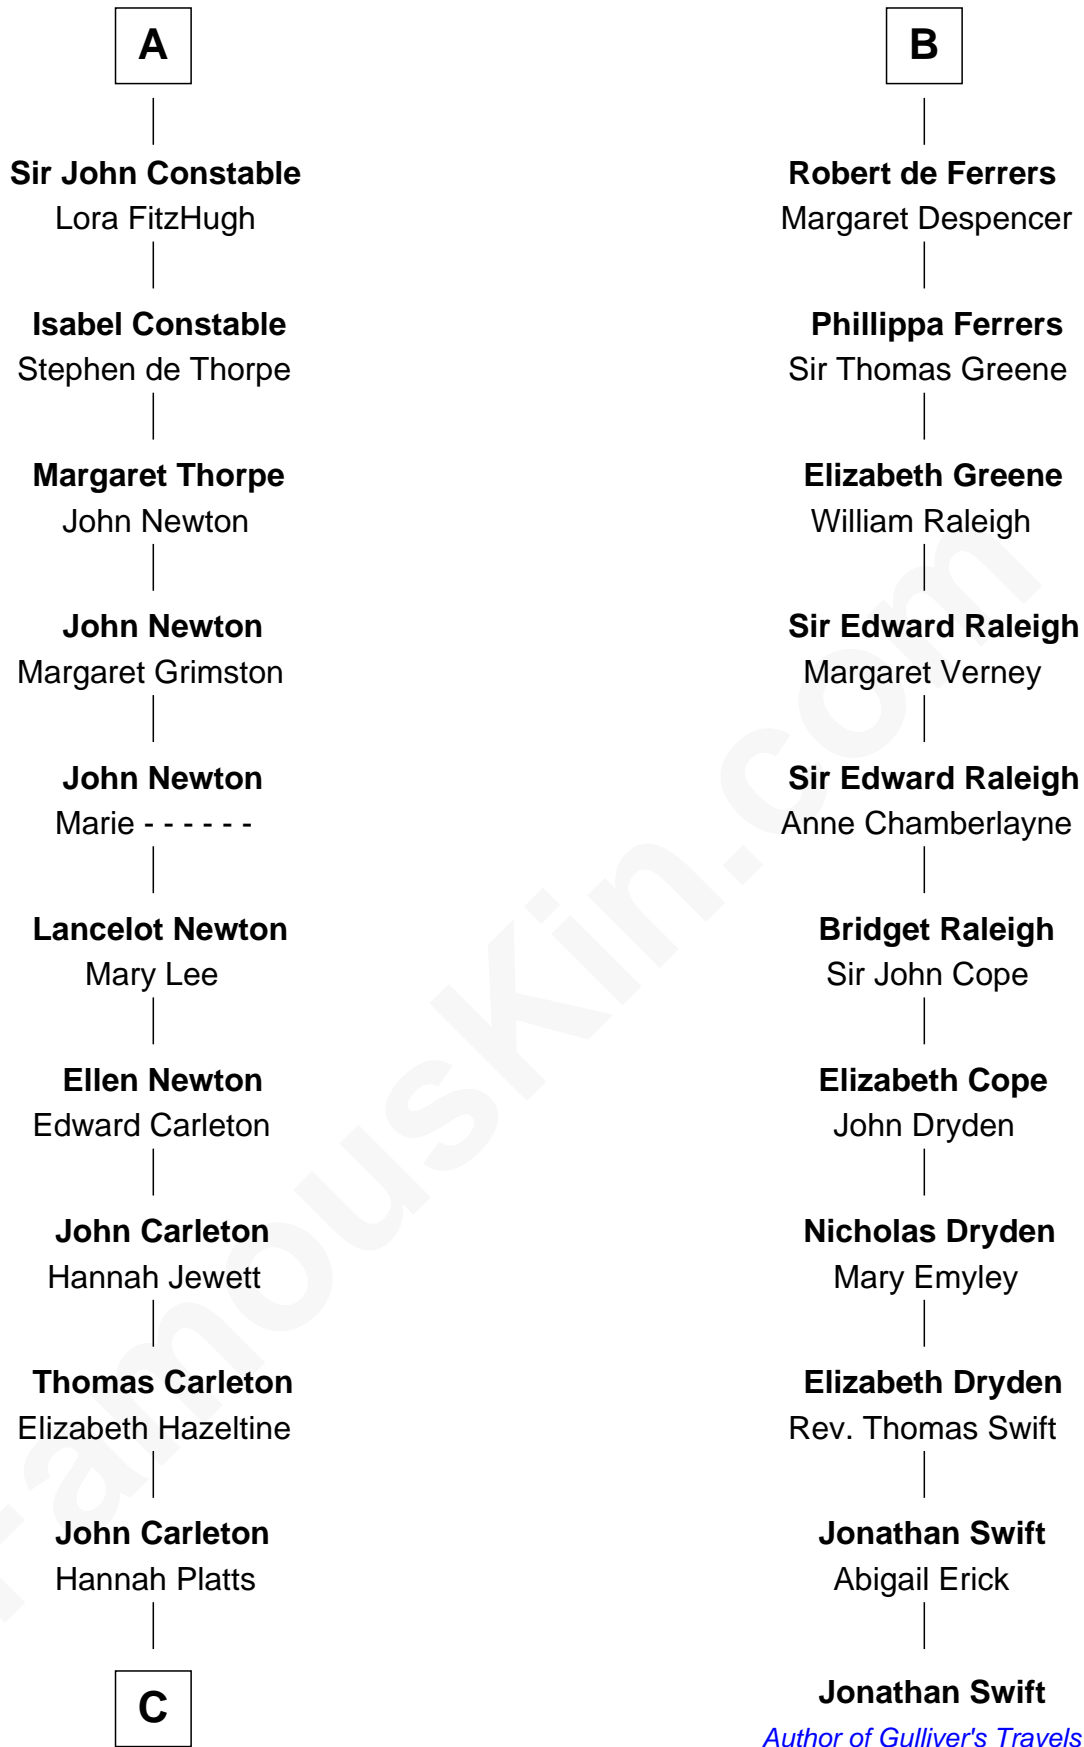 A
Sir John Constable
Lora FitzHugh
Isabel Constable
Stephen de Thorpe
Margaret Thorpe
John Newton
John Newton
Margaret Grimston
John Newton
Marie - - - - - -
Lancelot Newton
Mary Lee
Ellen Newton
Edward Carleton
John Carleton
Hannah Jewett
Thomas Carleton
Elizabeth Hazeltine
John Carleton
Hannah Platts
C
B
Robert de Ferrers
Margaret Despencer
Phillippa Ferrers
Sir Thomas Greene
Elizabeth Greene
William Raleigh
Sir Edward Raleigh
Margaret Verney
Sir Edward Raleigh
Anne Chamberlayne
Bridget Raleigh
Sir John Cope
Elizabeth Cope
John Dryden
Nicholas Dryden
Mary Emyley
Elizabeth Dryden
Rev. Thomas Swift
Jonathan Swift
Abigail Erick
Jonathan Swift
Author of Gulliver's Travels
FamousKin.com